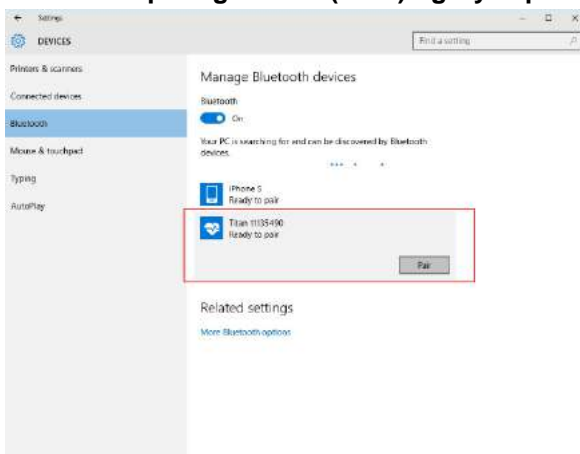 Settings
DEVICES
Find a setting
Printers & scanners
Connected devices
Bluetooth
Mouse & touchpad
Typing
AutoPlay
Manage Bluetooth devices
Bluetooth
On
Your PC is searching for and can be discovered by Bluetooth
devices.
iPhone 5
Ready to pair
Titan 11135490
Ready to pair
Pair
Related settings
More Bluetooth options